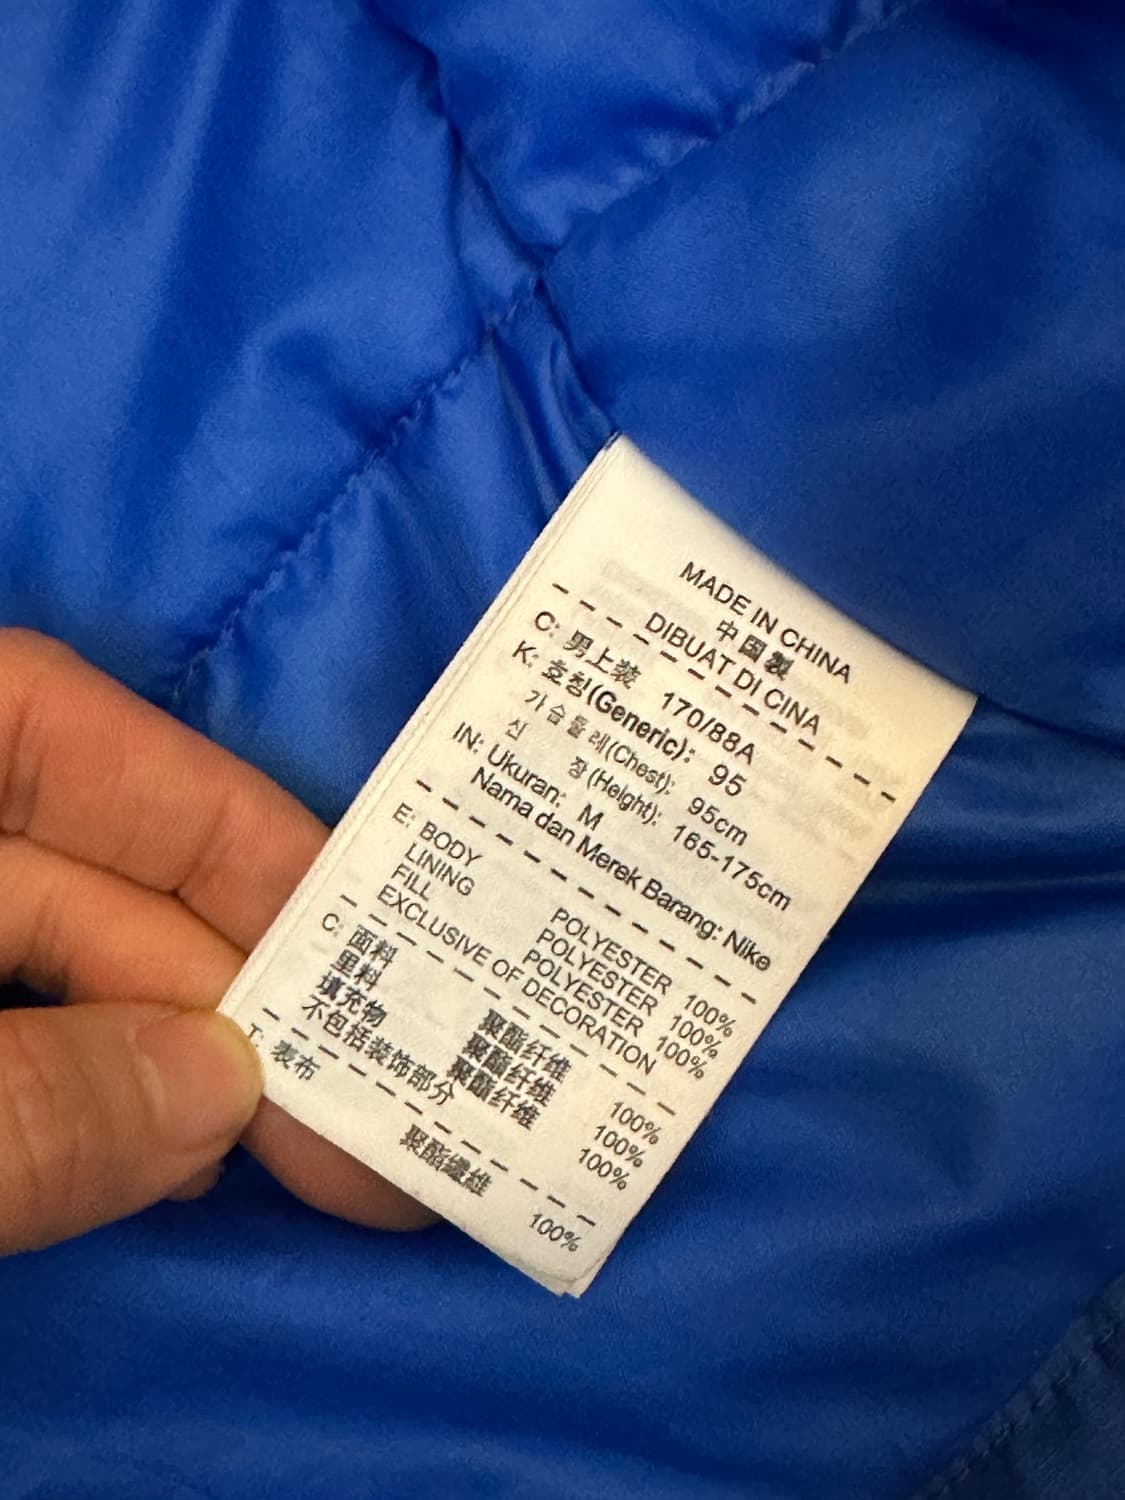 MADE IN CHINA
中国製
DIBUAT DI CINA
C: 男上装 170/88A
K: 호칭(Generic): 95
가슴둘레(Chest): 95cm
신 장(Height): 165-175cm
IN: Ukuran: M
Nama dan Merek Barang: Nike
E: BODY POLYESTER 100%
LINING POLYESTER 100%
FILL POLYESTER 100%
EXCLUSIVE OF DECORATION
C: 面料 聚酯纤维 100%
里料 聚酯纤维 100%
填充物 聚酯纤维 100%
不包括装饰部分
T: 表布 聚酯纖維 100%